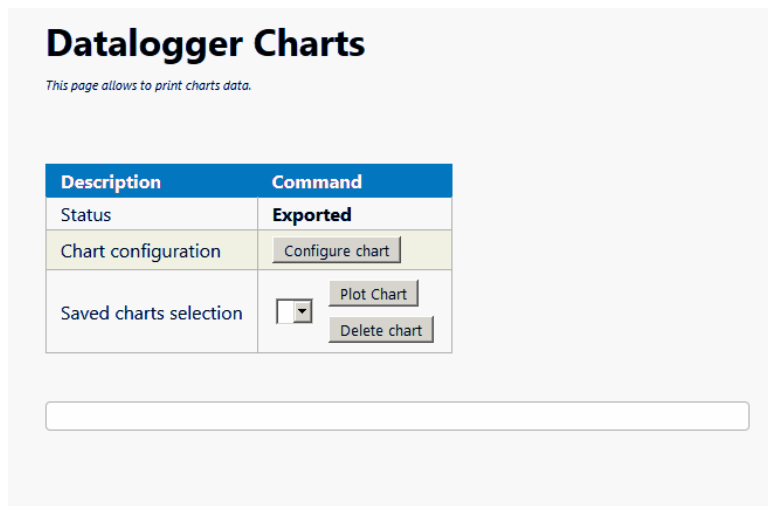 Datalogger Charts
This page allows to print charts data.
Description Command
Status Exported
Chart configuration Configure chart
Plot Chart
Saved charts selection
Delete chart